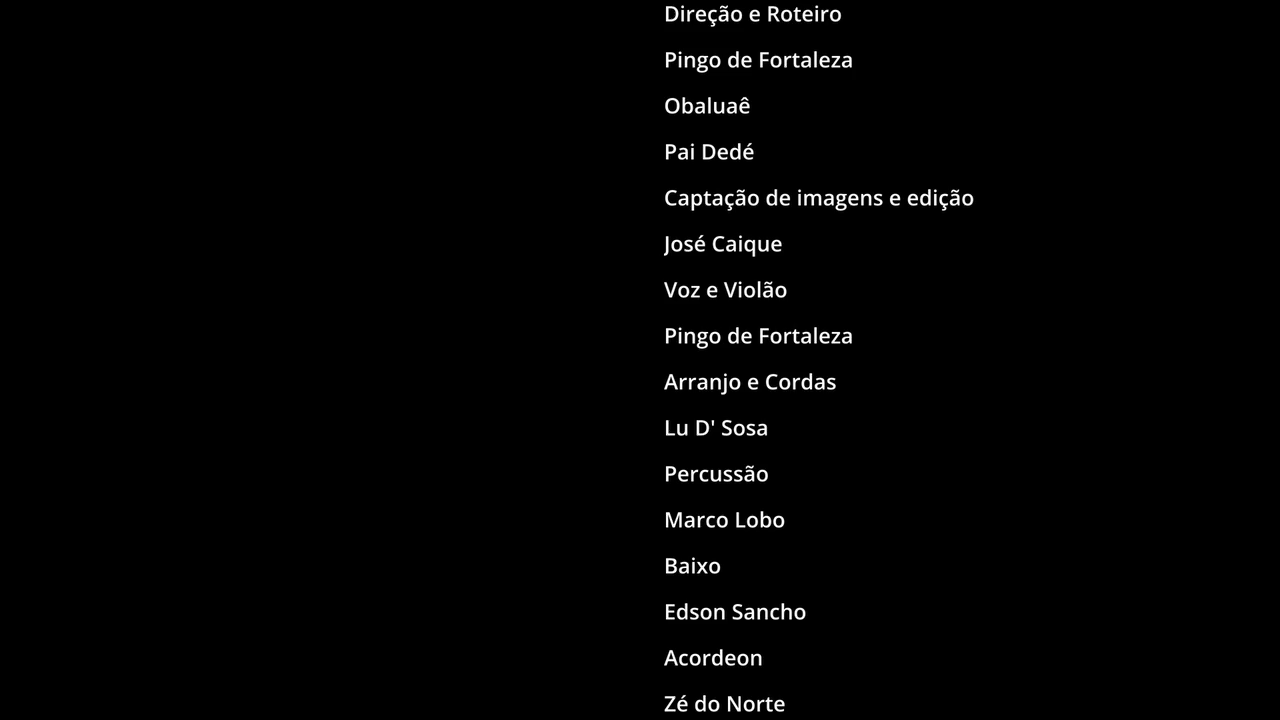 Direção e Roteiro
Pingo de Fortaleza
Obaluaê
Pai Dedé
Captação de imagens e edição
José Caique
Voz e Violão
Pingo de Fortaleza
Arranjo e Cordas
Lu D' Sosa
Percussão
Marco Lobo
Baixo
Edson Sancho
Acordeon
Zé do Norte